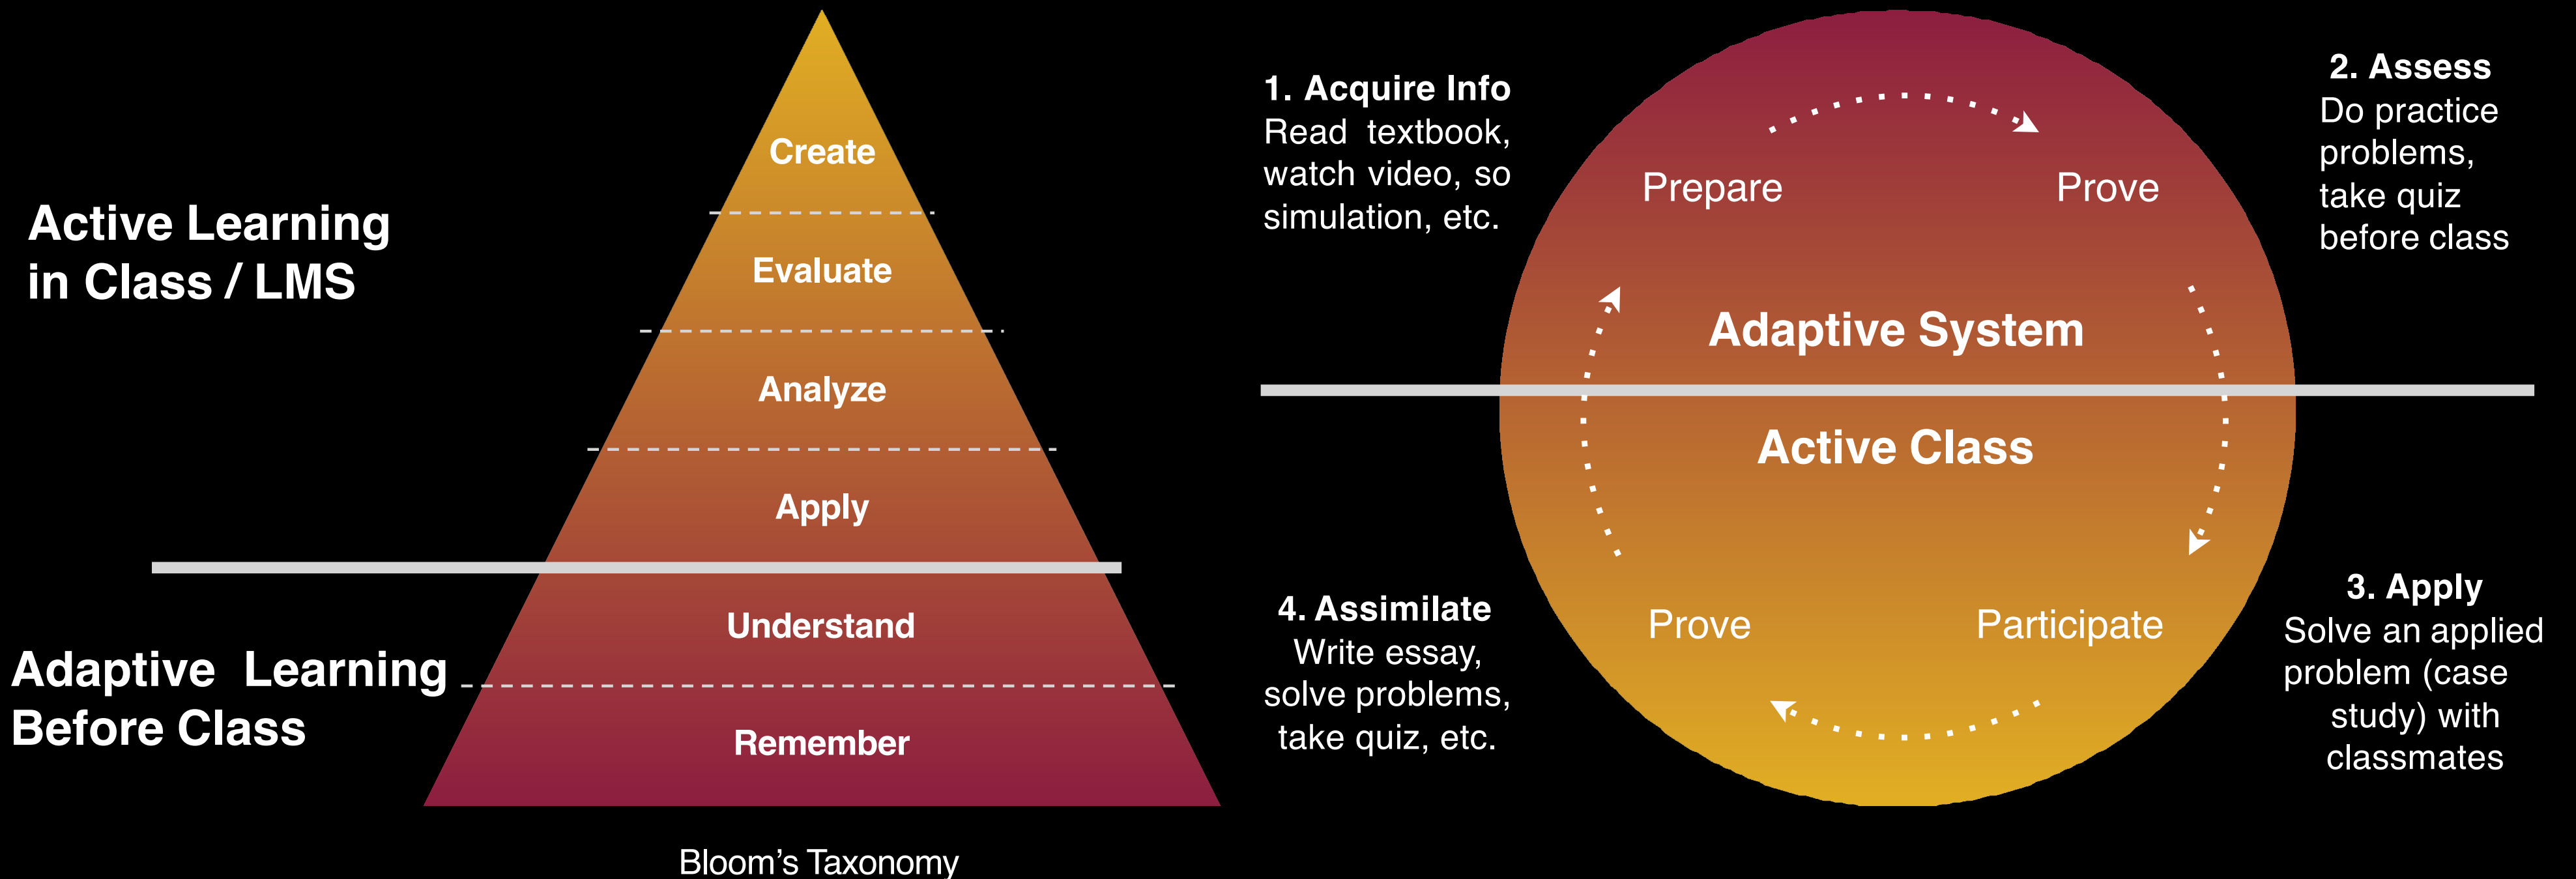 Active Learning
in Class / LMS
Adaptive Learning
Before Class
Create
Evaluate
Analyze
Apply
Understand
Remember
Bloom’s Taxonomy
1. Acquire Info
Read textbook,
watch video, so
simulation, etc.
2. Assess
Do practice
problems,
take quiz
before class
Prepare
Prove
Adaptive System
Active Class
Prove
Participate
4. Assimilate
Write essay,
solve problems,
take quiz, etc.
3. Apply
Solve an applied
problem (case
study) with
classmates